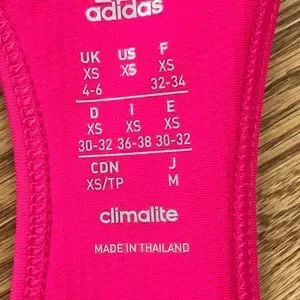 adidas
UK US F
XS XS XS
4-6 32-34
D I E
XS XS XS
30-32 36-38 30-32
CDN J
XS/TP M
climalite
MADE IN THAILAND